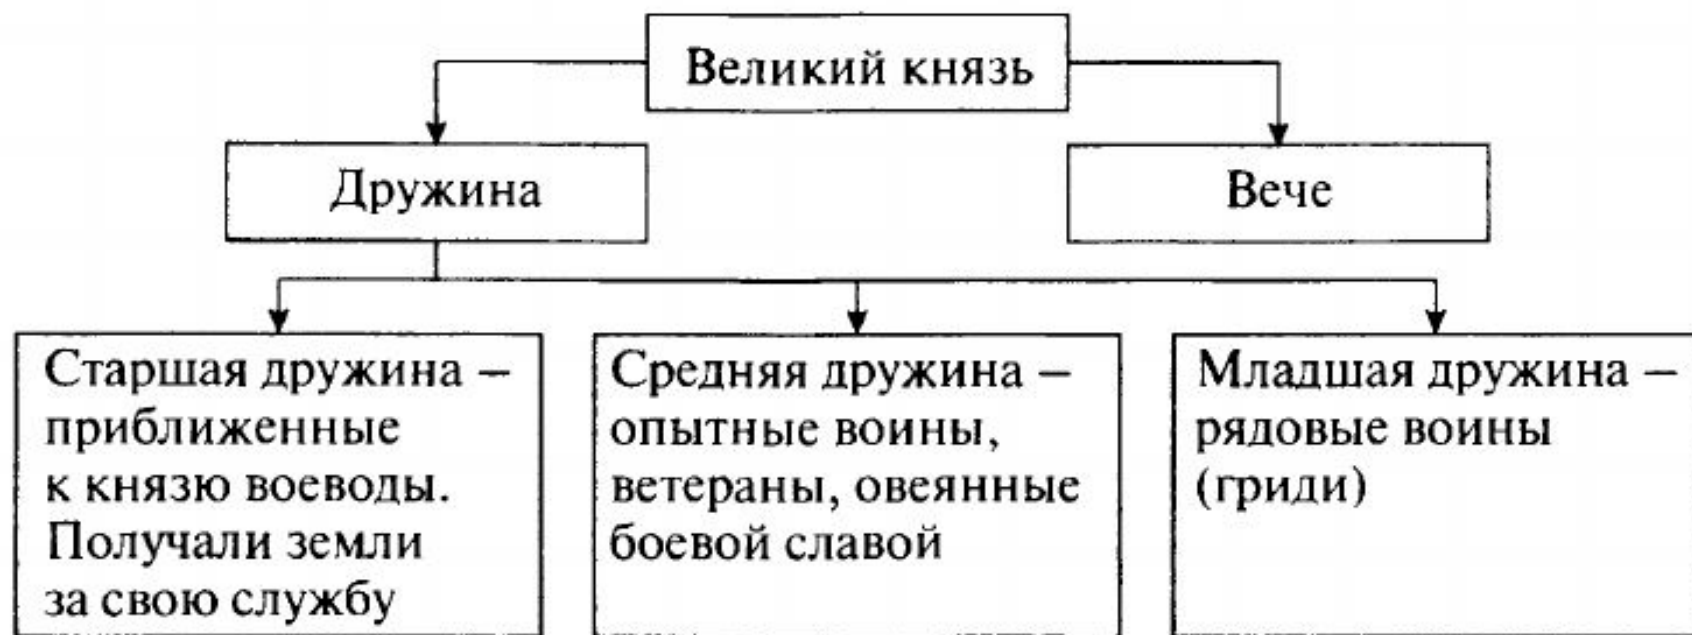 Великий князь
Дружина
Вече
Старшая дружина –
приближенные
к князю воеводы.
Получали земли
за свою службу
Средняя дружина –
опытные воины,
ветераны, овеянные
боевой славой
Младшая дружина –
рядовые воины
(гриди)